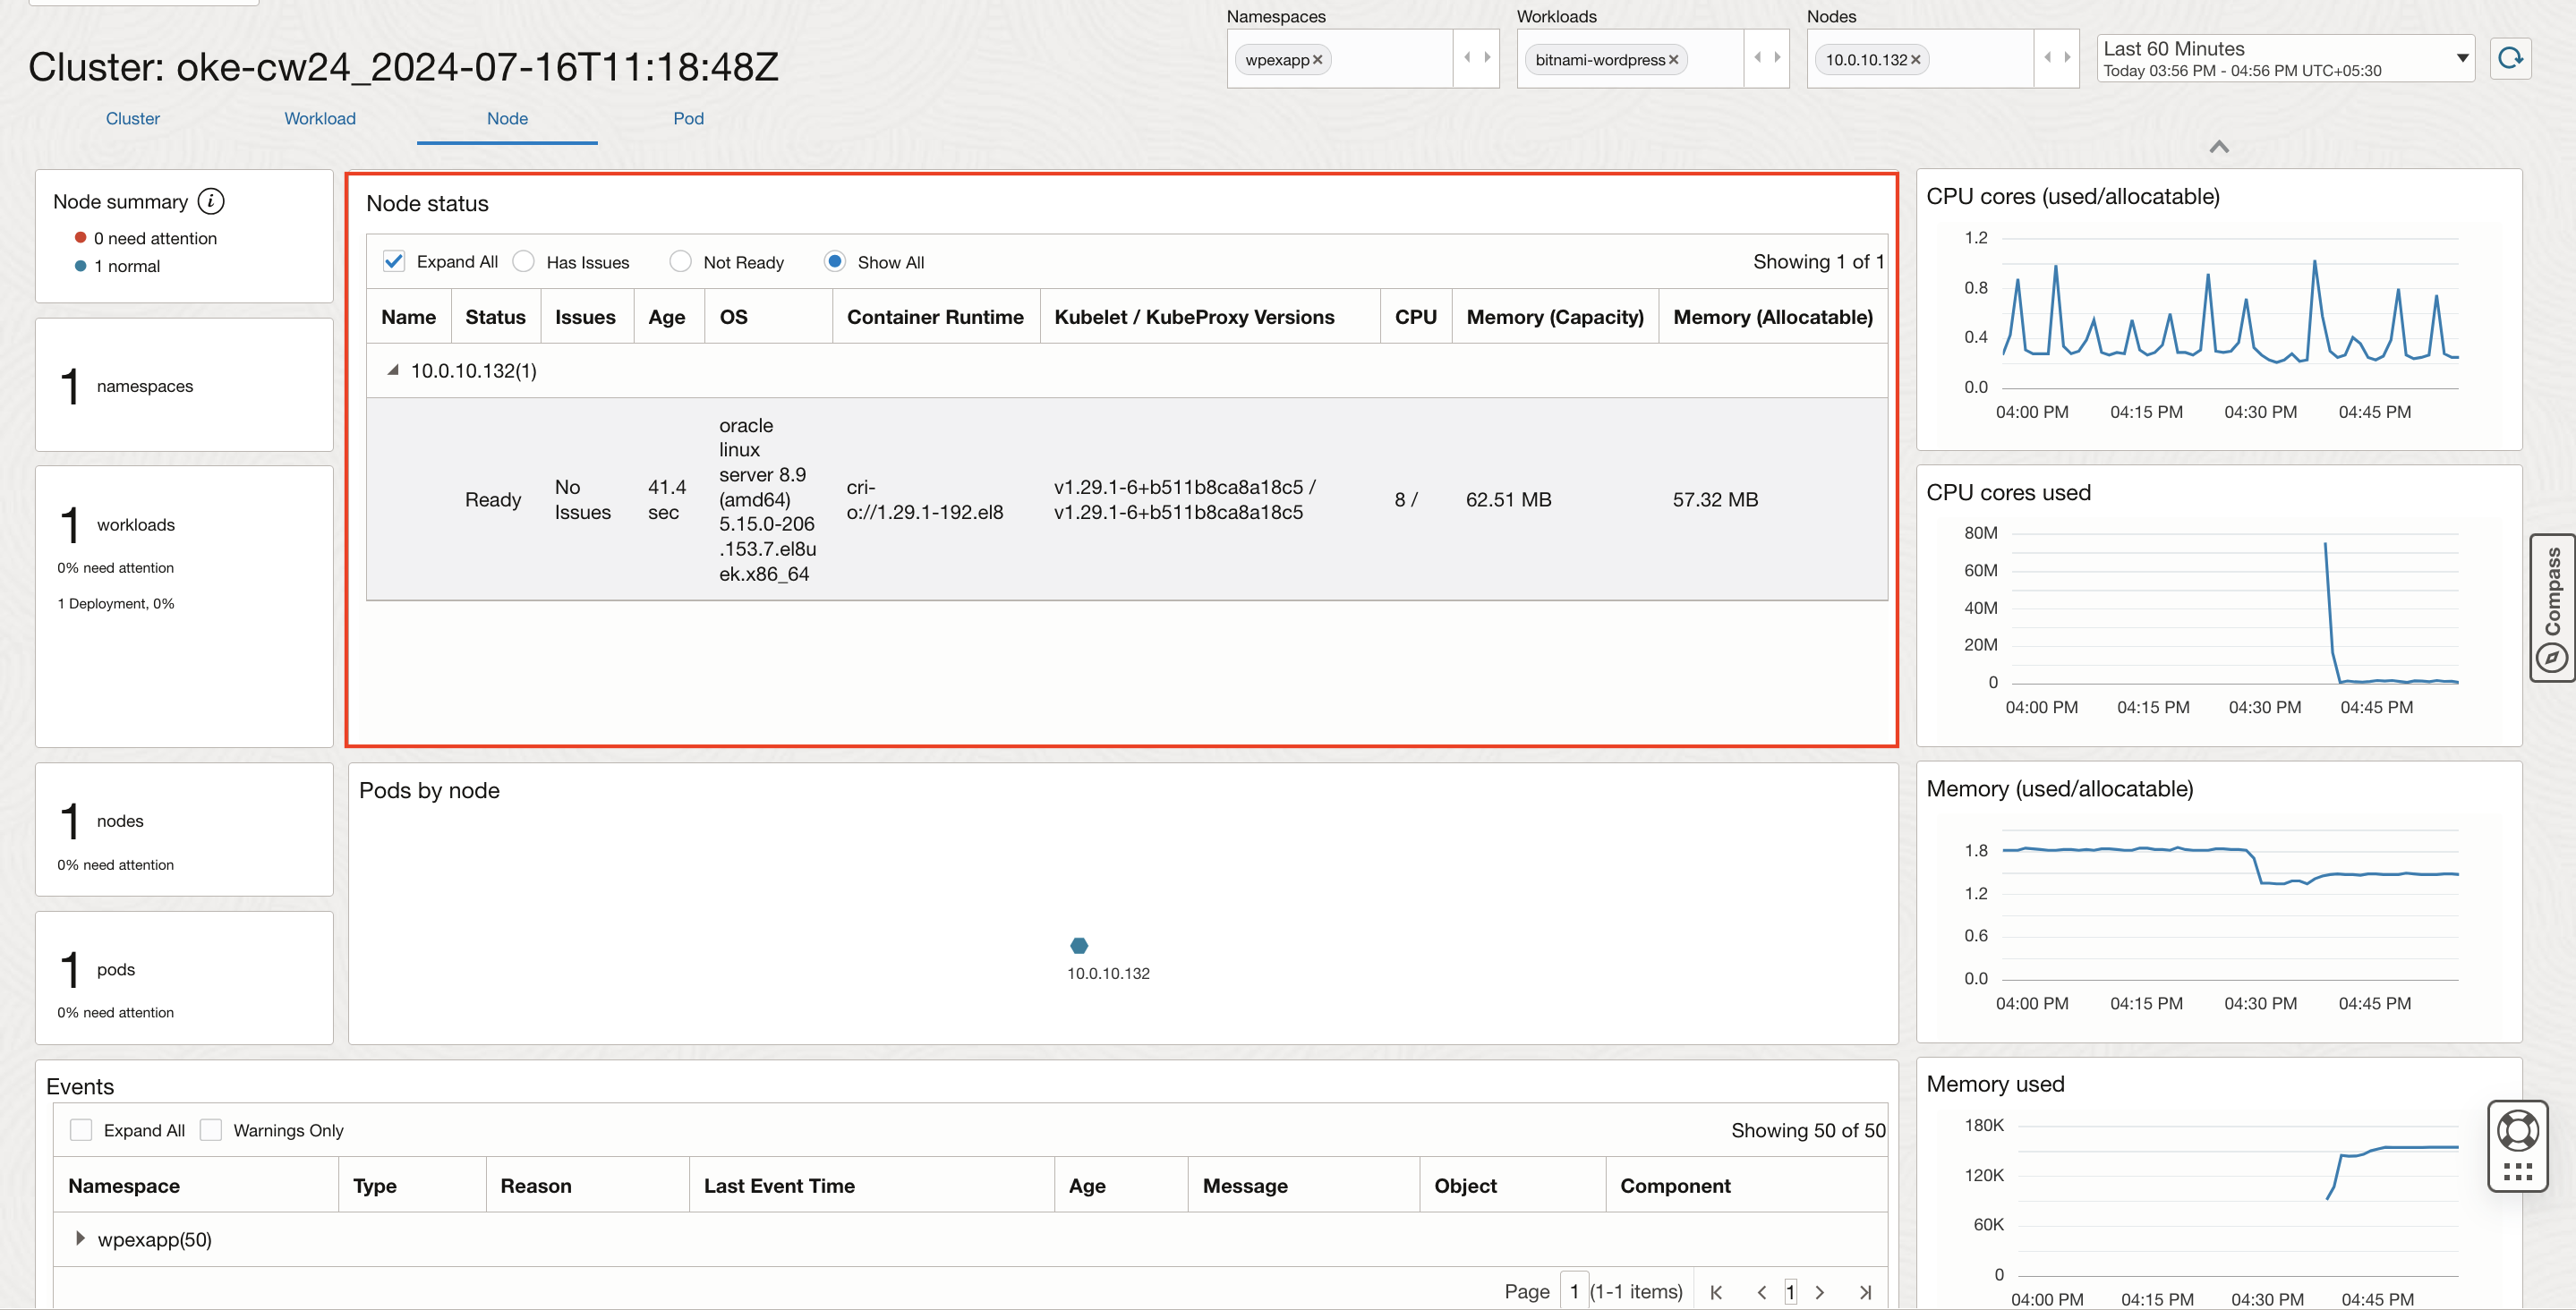 Namespaces
Workloads
Nodes
wpexapp
bitnami-wordpress
10.0.10.132
Last 60 Minutes
Today 03:56 PM - 04:56 PM UTC+05:30
Cluster: oke-cw24_2024-07-16T11:18:48Z
Cluster
Workload
Node
Pod
Node summary i
0 need attention
1 normal
1 namespaces
1 workloads
0% need attention
1 Deployment, 0%
1 nodes
0% need attention
1 pods
0% need attention
Node status
Expand All
Has Issues
Not Ready
Show All
Showing 1 of 1
Name
Status
Issues
Age
OS
Container Runtime
Kubelet / KubeProxy Versions
CPU
Memory (Capacity)
Memory (Allocatable)
10.0.10.132(1)
Ready
No
Issues
41.4
sec
oracle
linux
server 8.9
(amd64)
5.15.0-206
.153.7.el8u
ek.x86_64
cri-
o://1.29.1-192.el8
v1.29.1-6+b511b8ca8a18c5 /
v1.29.1-6+b511b8ca8a18c5
8 /
62.51 MB
57.32 MB
Pods by node
10.0.10.132
Events
Expand All
Warnings Only
Showing 50 of 50
Namespace
Type
Reason
Last Event Time
Age
Message
Object
Component
wpexapp(50)
Page 1 (1-1 items)
1
CPU cores (used/allocatable)
1.2
0.8
0.4
0.0
04:00 PM
04:15 PM
04:30 PM
04:45 PM
CPU cores used
80M
60M
40M
20M
0
04:00 PM
04:15 PM
04:30 PM
04:45 PM
Memory (used/allocatable)
1.8
1.2
0.6
0.0
04:00 PM
04:15 PM
04:30 PM
04:45 PM
Memory used
180K
120K
60K
0
04:00 PM
04:15 PM
04:30 PM
04:45 PM
Compass